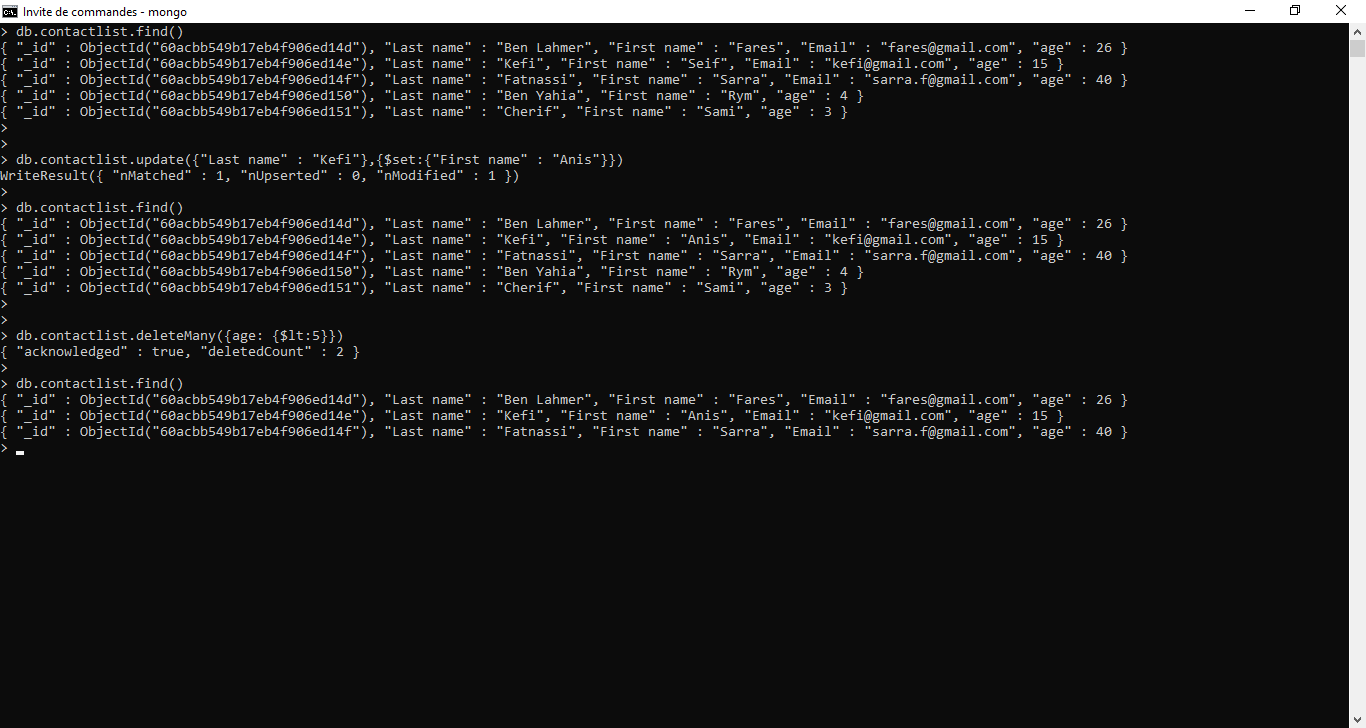 Invite de commandes - mongo
> db.contactlist.find()
{ "_id" : ObjectId("60acbb549b17eb4f906ed14d"), "Last name" : "Ben Lahmer", "First name" : "Fares", "Email" : "fares@gmail.com", "age" : 26 }
{ "_id" : ObjectId("60acbb549b17eb4f906ed14e"), "Last name" : "Kefi", "First name" : "Seif", "Email" : "kefi@gmail.com", "age" : 15 }
{ "_id" : ObjectId("60acbb549b17eb4f906ed14f"), "Last name" : "Fatnassi", "First name" : "Sarra", "Email" : "sarra.f@gmail.com", "age" : 40 }
{ "_id" : ObjectId("60acbb549b17eb4f906ed150"), "Last name" : "Ben Yahia", "First name" : "Rym", "age" : 4 }
{ "_id" : ObjectId("60acbb549b17eb4f906ed151"), "Last name" : "Cherif", "First name" : "Sami", "age" : 3 }
>
>
> db.contactlist.update({"Last name" : "Kefi"},{$set:{"First name" : "Anis"}})
WriteResult({ "nMatched" : 1, "nUpserted" : 0, "nModified" : 1 })
>
> db.contactlist.find()
{ "_id" : ObjectId("60acbb549b17eb4f906ed14d"), "Last name" : "Ben Lahmer", "First name" : "Fares", "Email" : "fares@gmail.com", "age" : 26 }
{ "_id" : ObjectId("60acbb549b17eb4f906ed14e"), "Last name" : "Kefi", "First name" : "Anis", "Email" : "kefi@gmail.com", "age" : 15 }
{ "_id" : ObjectId("60acbb549b17eb4f906ed14f"), "Last name" : "Fatnassi", "First name" : "Sarra", "Email" : "sarra.f@gmail.com", "age" : 40 }
{ "_id" : ObjectId("60acbb549b17eb4f906ed150"), "Last name" : "Ben Yahia", "First name" : "Rym", "age" : 4 }
{ "_id" : ObjectId("60acbb549b17eb4f906ed151"), "Last name" : "Cherif", "First name" : "Sami", "age" : 3 }
>
>
> db.contactlist.deleteMany({age: {$lt:5}})
{ "acknowledged" : true, "deletedCount" : 2 }
>
> db.contactlist.find()
{ "_id" : ObjectId("60acbb549b17eb4f906ed14d"), "Last name" : "Ben Lahmer", "First name" : "Fares", "Email" : "fares@gmail.com", "age" : 26 }
{ "_id" : ObjectId("60acbb549b17eb4f906ed14e"), "Last name" : "Kefi", "First name" : "Anis", "Email" : "kefi@gmail.com", "age" : 15 }
{ "_id" : ObjectId("60acbb549b17eb4f906ed14f"), "Last name" : "Fatnassi", "First name" : "Sarra", "Email" : "sarra.f@gmail.com", "age" : 40 }
>